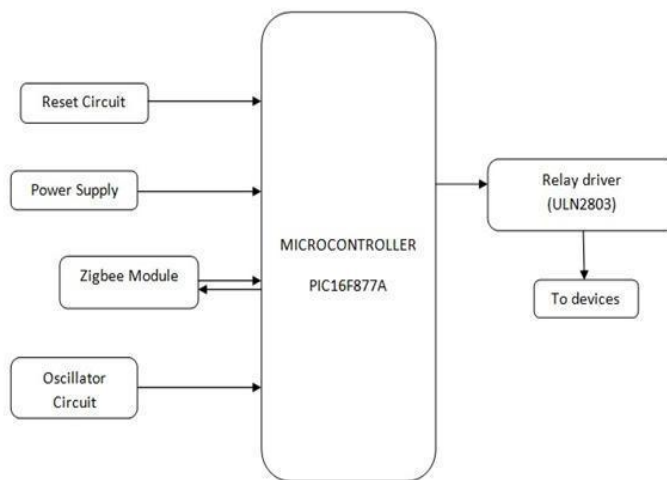 Reset Circuit
Power Supply
Zigbee Module
Oscillator
Circuit
MICROCONTROLLER
PIC16F877A
Relay driver
(ULN2803)
To devices